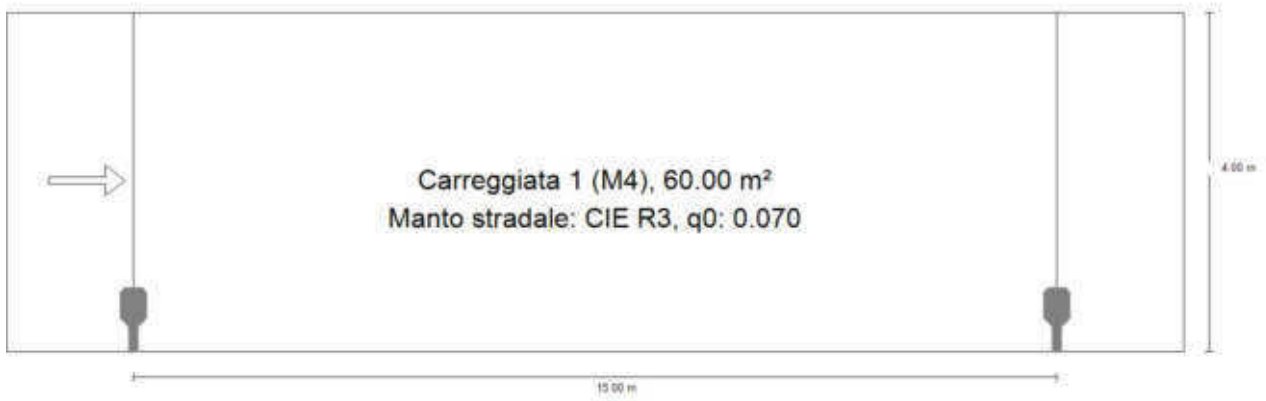 4.00 m
Carreggiata 1 (M4), 60.00 m²
Manto stradale: CIE R3, q0: 0.070
15.00 m